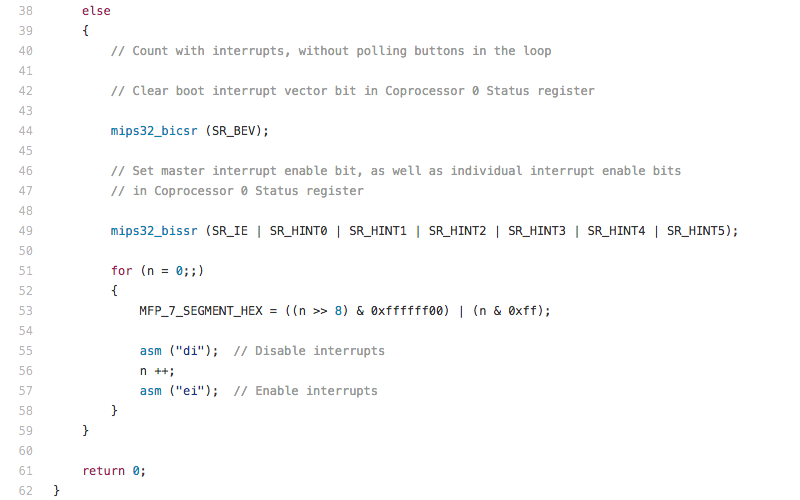 38 else
39 {
40 // Count with interrupts, without polling buttons in the loop
41
42 // Clear boot interrupt vector bit in Coprocessor 0 Status register
43
44 mips32_bicsr (SR_BEV);
45
46 // Set master interrupt enable bit, as well as individual interrupt enable bits
47 // in Coprocessor 0 Status register
48
49 mips32_bissr (SR_IE | SR_HINT0 | SR_HINT1 | SR_HINT2 | SR_HINT3 | SR_HINT4 | SR_HINT5);
50
51 for (n = 0;;)
52 {
53 MFP_7_SEGMENT_HEX = ((n >> 8) & 0xffffff00) | (n & 0xff);
54
55 asm ("di"); // Disable interrupts
56 n ++;
57 asm ("ei"); // Enable interrupts
58 }
59 }
60
61 return 0;
62 }